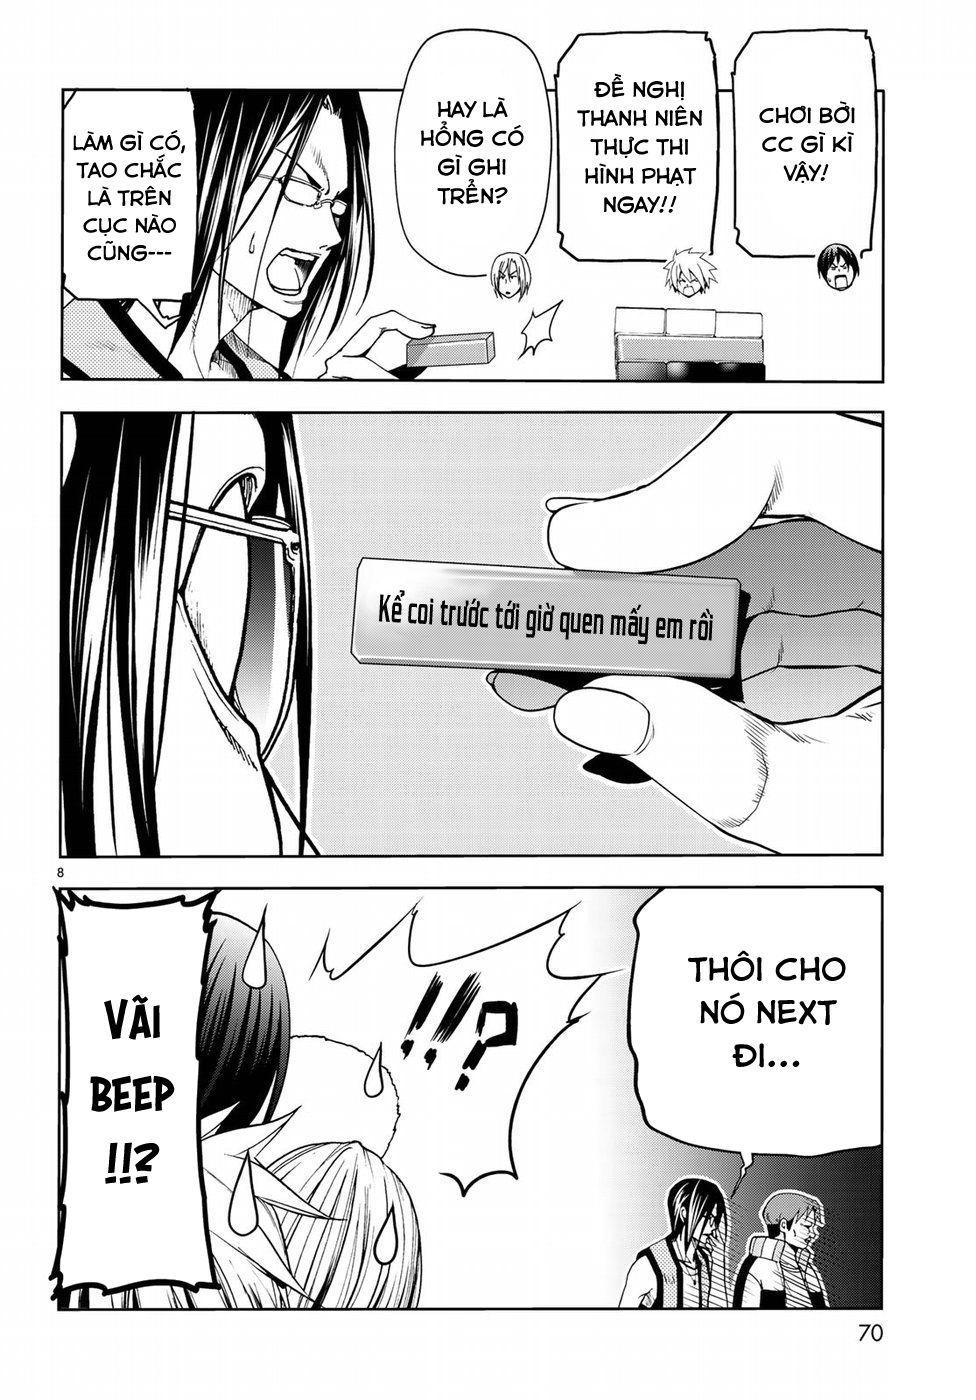 CHƠI BỜI
CC GÌ KÌ
VẬY!
ĐỀ NGHỊ
THANH NIÊN
THỰC THI
HÌNH PHẠT
NGAY!!
HAY LÀ
HỔNG CÓ
GÌ GHI
TRỂN?
LÀM GÌ CÓ,
TAO CHẮC
LÀ TRÊN
CỤC NÀO
CŨNG---
Kể coi trước tới giờ quen mấy em rồi
8
THÔI CHO
NÓ NEXT
ĐI...
!!?
VÃI
BEEP
!!?
70